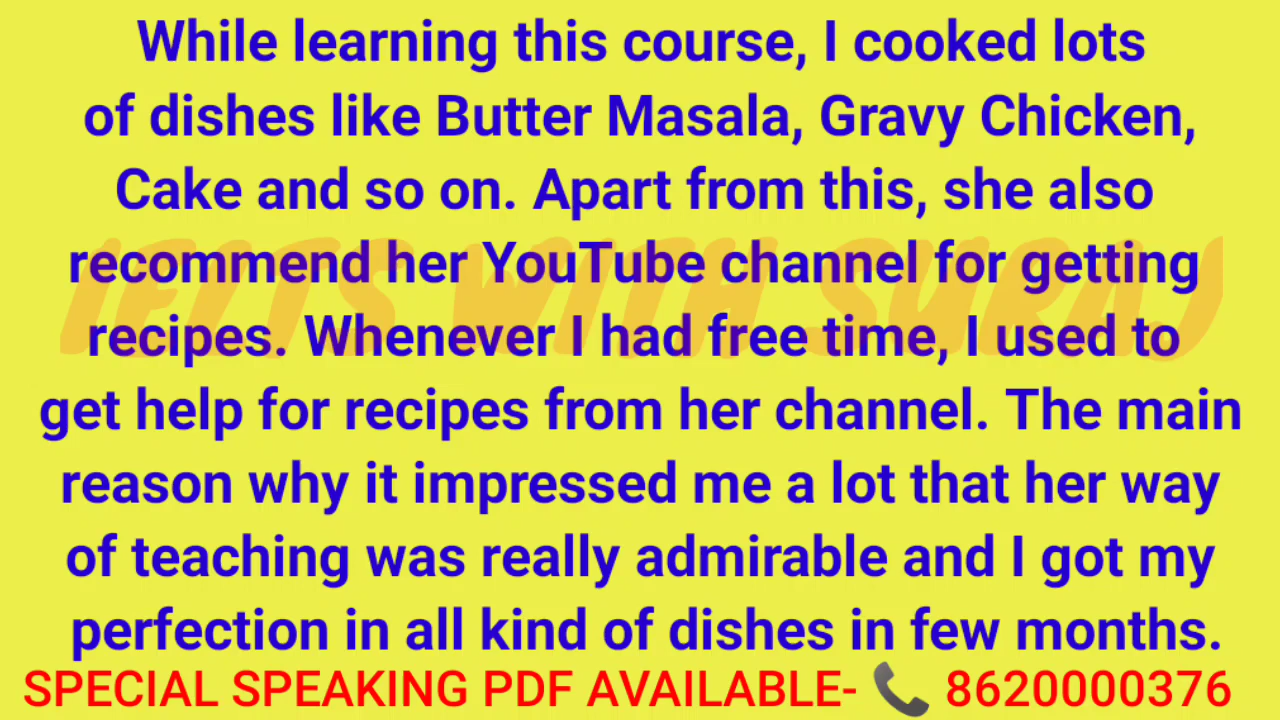 While learning this course, I cooked lots
of dishes like Butter Masala, Gravy Chicken,
Cake and so on. Apart from this, she also
recommend her YouTube channel for getting
IELTS WITH SURAJ
recipes. Whenever I had free time, I used to
get help for recipes from her channel. The main
reason why it impressed me a lot that her way
of teaching was really admirable and I got my
perfection in all kind of dishes in few months.
SPECIAL SPEAKING PDF AVAILABLE- 📞 8620000376